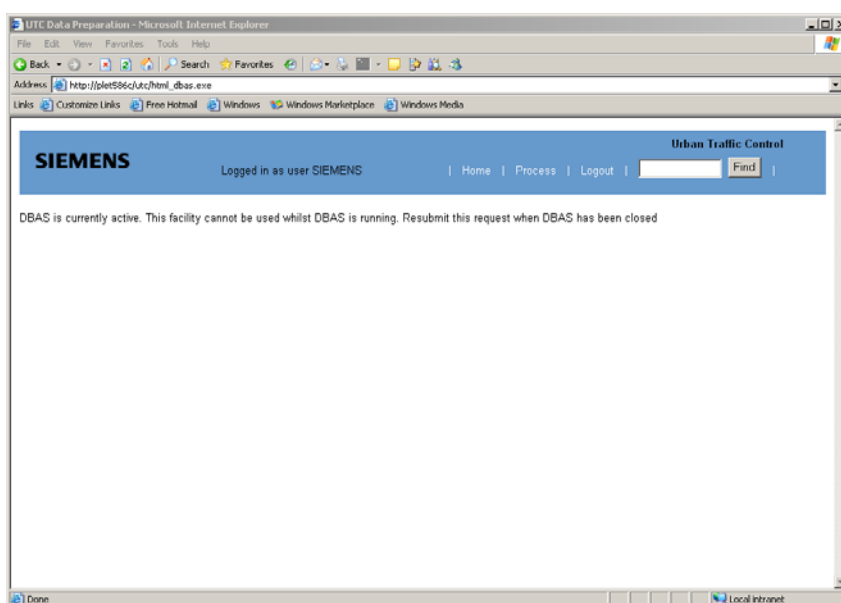 UTC Data Preparation - Microsoft Internet Explorer
File Edit View Favorites Tools Help
Back Search Favorites
Address http://plet586c/utc/html_dbas.exe
Links Customize Links Free Hotmail Windows Windows Marketplace Windows Media
Urban Traffic Control
SIEMENS Logged in as user SIEMENS | Home | Process | Logout | Find |
DBAS is currently active. This facility cannot be used whilst DBAS is running. Resubmit this request when DBAS has been closed
Done Local intranet